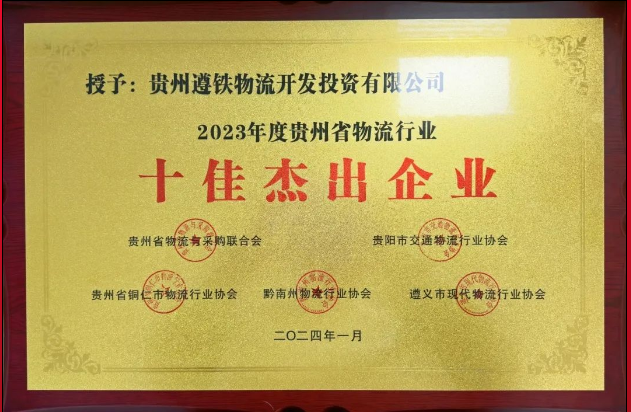 授予：贵州遵铁物流开发投资有限公司
2023年度贵州省物流行业
十佳杰出企业
贵州省物流与采购联合会 贵阳市交通物流行业协会
贵州省铜仁市物流行业协会 黔南州物流行业协会 遵义市现代物流行业协会
二〇二四年一月